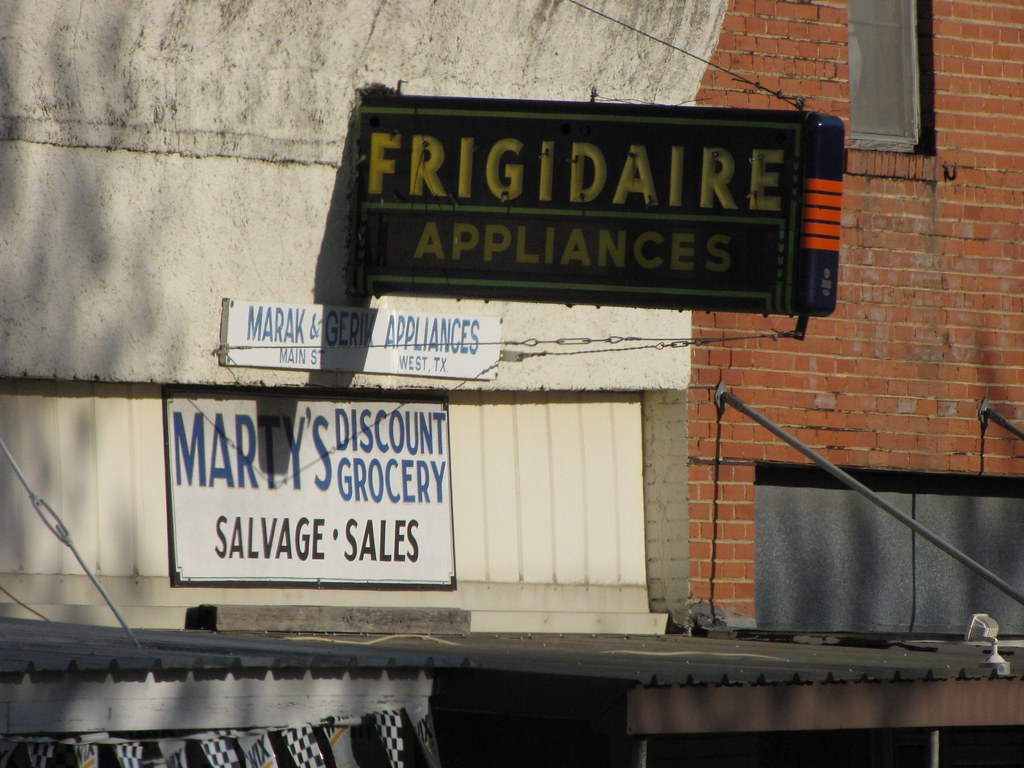 FRIGIDAIRE
APPLIANCES
MARAK & GERIK APPLIANCES
MAIN ST WEST, TX.
MARTY'S DISCOUNT
GROCERY
SALVAGE · SALES